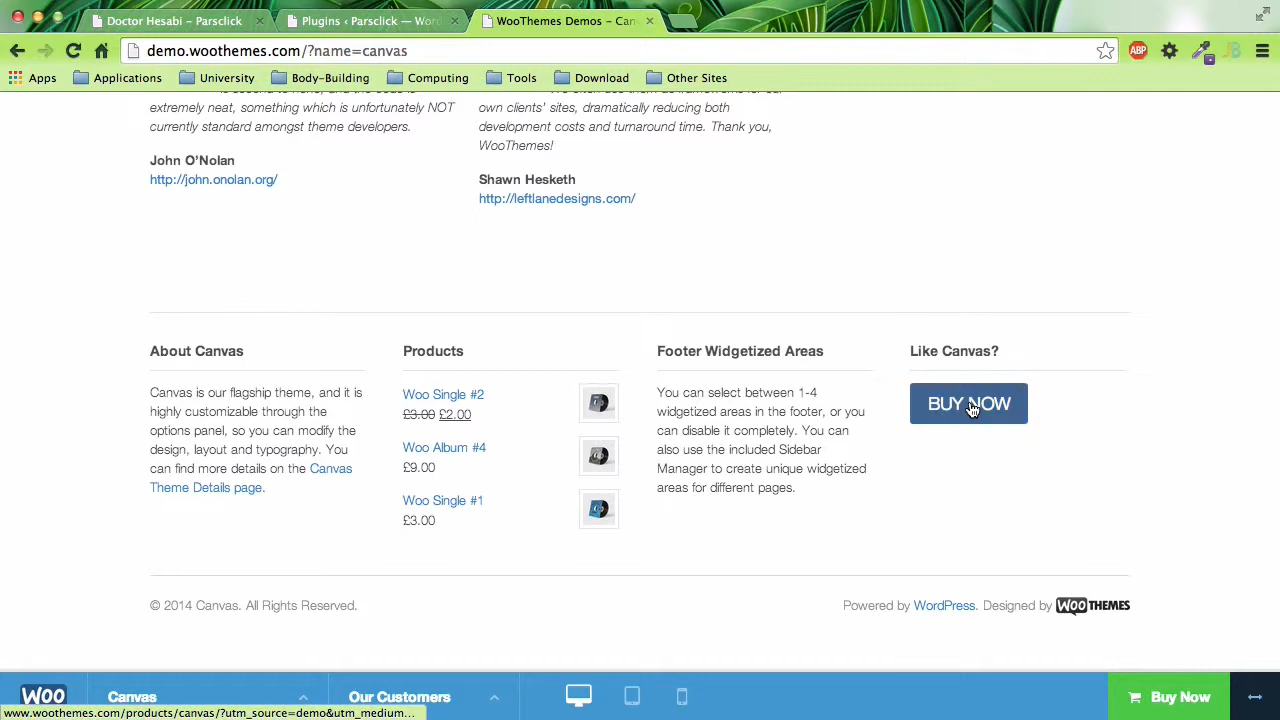 Doctor Hesabi – Parsclick
Plugins ‹ Parsclick — Word
WooThemes Demos – Can
demo.woothemes.com/?name=canvas
ABP
JB
Apps
Applications
University
Body-Building
Computing
Tools
Download
Other Sites
extremely neat, something which is unfortunately NOT
currently standard amongst theme developers.
John O'Nolan
http://john.onolan.org/
own clients' sites, dramatically reducing both
development costs and turnaround time. Thank you,
WooThemes!
Shawn Hesketh
http://leftlanedesigns.com/
About Canvas
Canvas is our flagship theme, and it is
highly customizable through the
options panel, so you can modify the
design, layout and typography. You
can find more details on the Canvas
Theme Details page.
Products
Woo Single #2
£3.00 £2.00
Woo Album #4
£9.00
Woo Single #1
£3.00
Footer Widgetized Areas
You can select between 1-4
widgetized areas in the footer, or you
can disable it completely. You can
also use the included Sidebar
Manager to create unique widgetized
areas for different pages.
Like Canvas?
BUY NOW
© 2014 Canvas. All Rights Reserved.
Powered by WordPress. Designed by WOOTHEMES
WOO
Canvas
Our Customers
Buy Now
www.woothemes.com/products/canvas/?utm_source=demo&utm_medium...